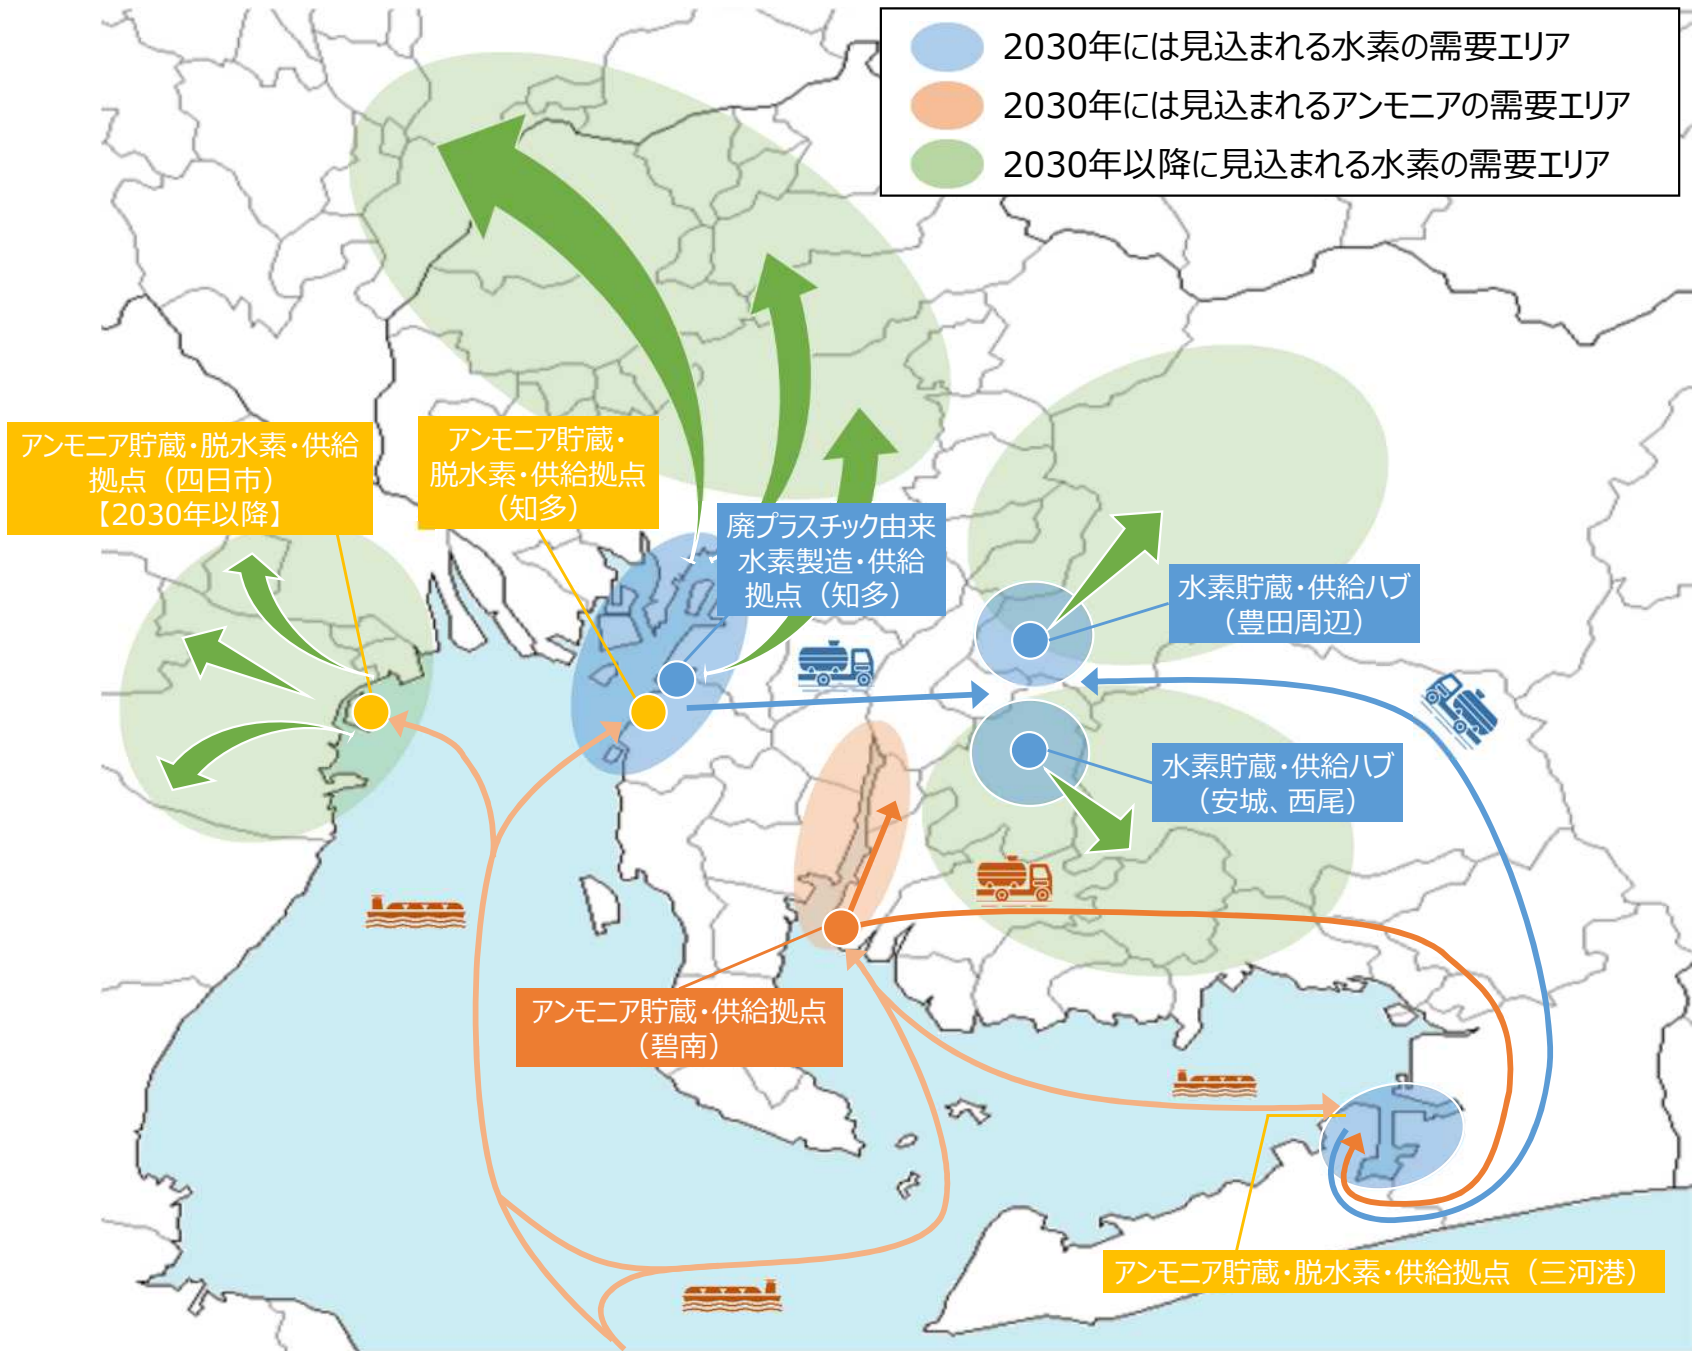 2030年には見込まれる水素の需要エリア
2030年には見込まれるアンモニアの需要エリア
2030年以降に見込まれる水素の需要エリア
アンモニア貯蔵・脱水素・供給
拠点（四日市）
【2030年以降】
アンモニア貯蔵・
脱水素・供給拠点
（知多）
廃プラスチック由来
水素製造・供給
拠点（知多）
水素貯蔵・供給ハブ
（豊田周辺）
水素貯蔵・供給ハブ
（安城、西尾）
アンモニア貯蔵・供給拠点
（碧南）
アンモニア貯蔵・脱水素・供給拠点（三河港）